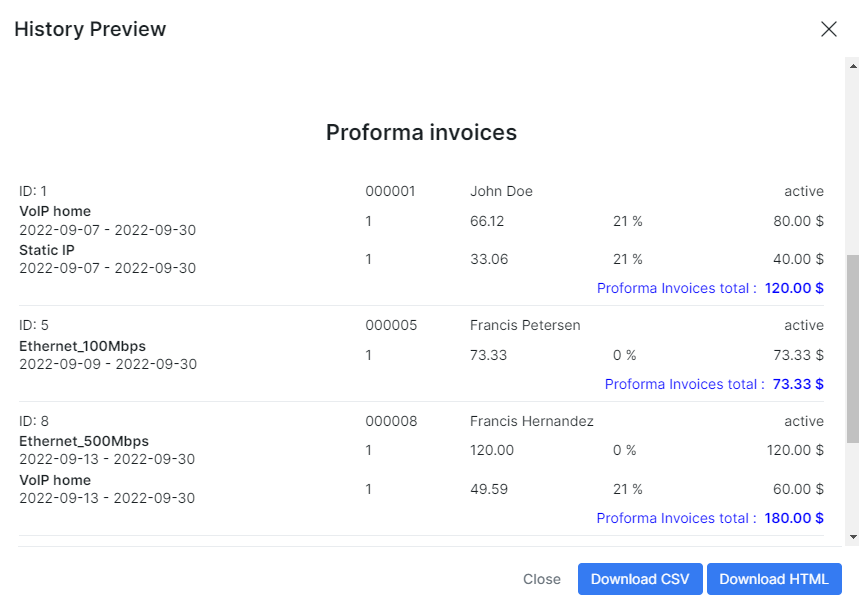 History Preview
Proforma invoices
ID: 1 000001 John Doe active
VoIP home
2022-09-07 - 2022-09-30 1 66.12 21 % 80.00 $
Static IP
2022-09-07 - 2022-09-30 1 33.06 21 % 40.00 $
Proforma Invoices total : 120.00 $
ID: 5 000005 Francis Petersen active
Ethernet_100Mbps
2022-09-09 - 2022-09-30 1 73.33 0 % 73.33 $
Proforma Invoices total : 73.33 $
ID: 8 000008 Francis Hernandez active
Ethernet_500Mbps
2022-09-13 - 2022-09-30 1 120.00 0 % 120.00 $
VoIP home
2022-09-13 - 2022-09-30 1 49.59 21 % 60.00 $
Proforma Invoices total : 180.00 $
Close Download CSV Download HTML